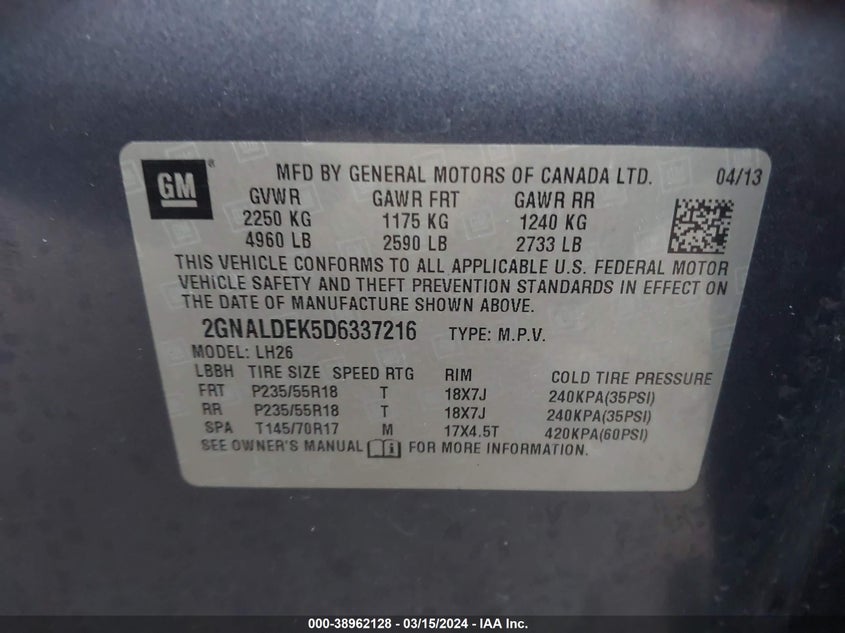 GM ® MFD BY GENERAL MOTORS OF CANADA LTD. 04/13
GVWR GAWR FRT GAWR RR
2250 KG 1175 KG 1240 KG
4960 LB 2590 LB 2733 LB
THIS VEHICLE CONFORMS TO ALL APPLICABLE U.S. FEDERAL MOTOR
VEHICLE SAFETY AND THEFT PREVENTION STANDARDS IN EFFECT ON
THE DATE OF MANUFACTURE SHOWN ABOVE.
2GNALDEK5D6337216 TYPE: M.P.V.
MODEL: LH26
LBBH TIRE SIZE SPEED RTG RIM COLD TIRE PRESSURE
FRT P235/55R18 T 18X7J 240KPA(35PSI)
RR P235/55R18 T 18X7J 240KPA(35PSI)
SPA T145/70R17 M 17X4.5T 420KPA(60PSI)
SEE OWNER'S MANUAL FOR MORE INFORMATION.
000-38962128 - 03/15/2024 - IAA Inc.